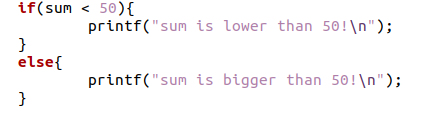 if(sum < 50){
        printf("sum is lower than 50!\n");
}
else{
        printf("sum is bigger than 50!\n");
}